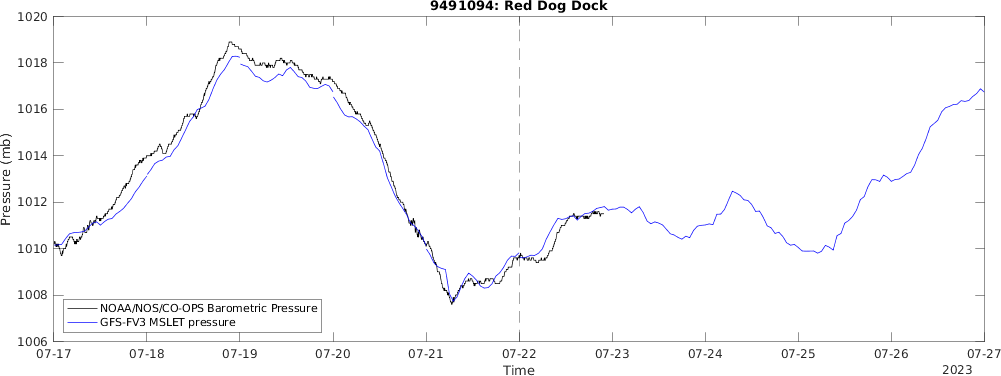 9491094: Red Dog Dock
Pressure (mb)
1020
1018
1016
1014
1012
1010
1008
1006
NOAA/NOS/CO-OPS Barometric Pressure
GFS-FV3 MSLET pressure
07-17 07-18 07-19 07-20 07-21 07-22 07-23 07-24 07-25 07-26 07-27
Time
2023